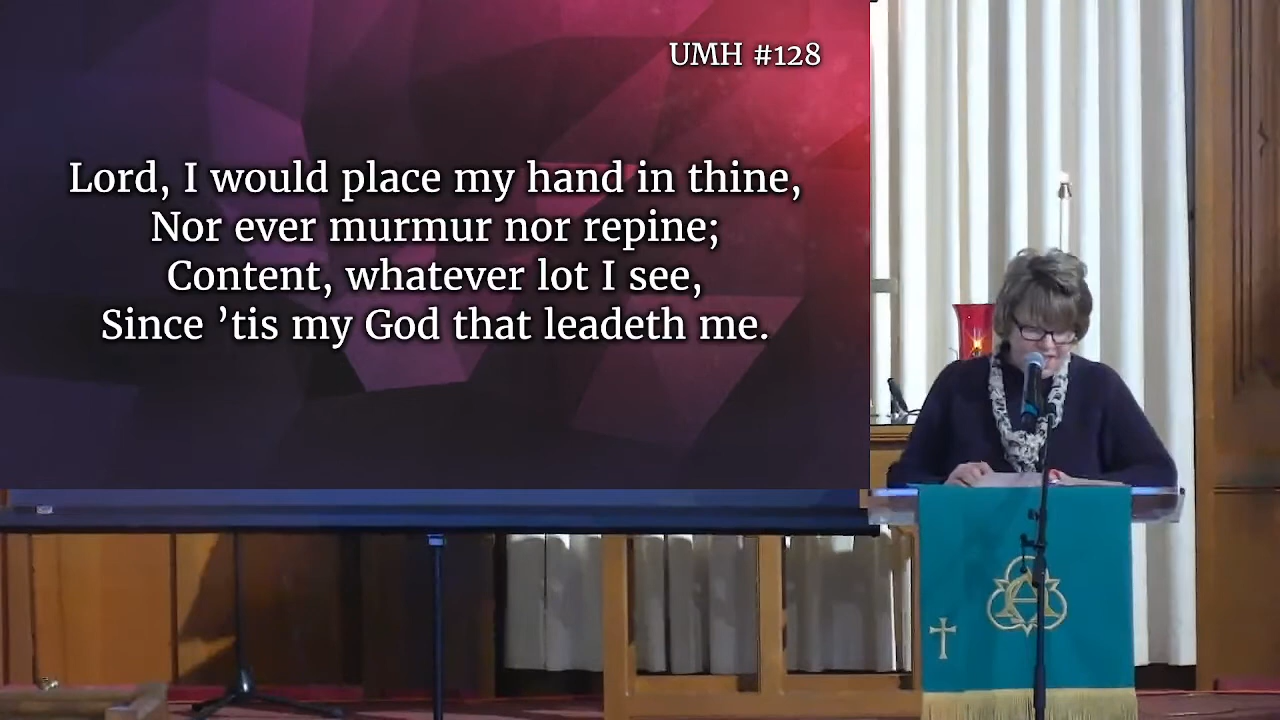 UMH #128
Lord, I would place my hand in thine,
Nor ever murmur nor repine;
Content, whatever lot I see,
Since ’tis my God that leadeth me.